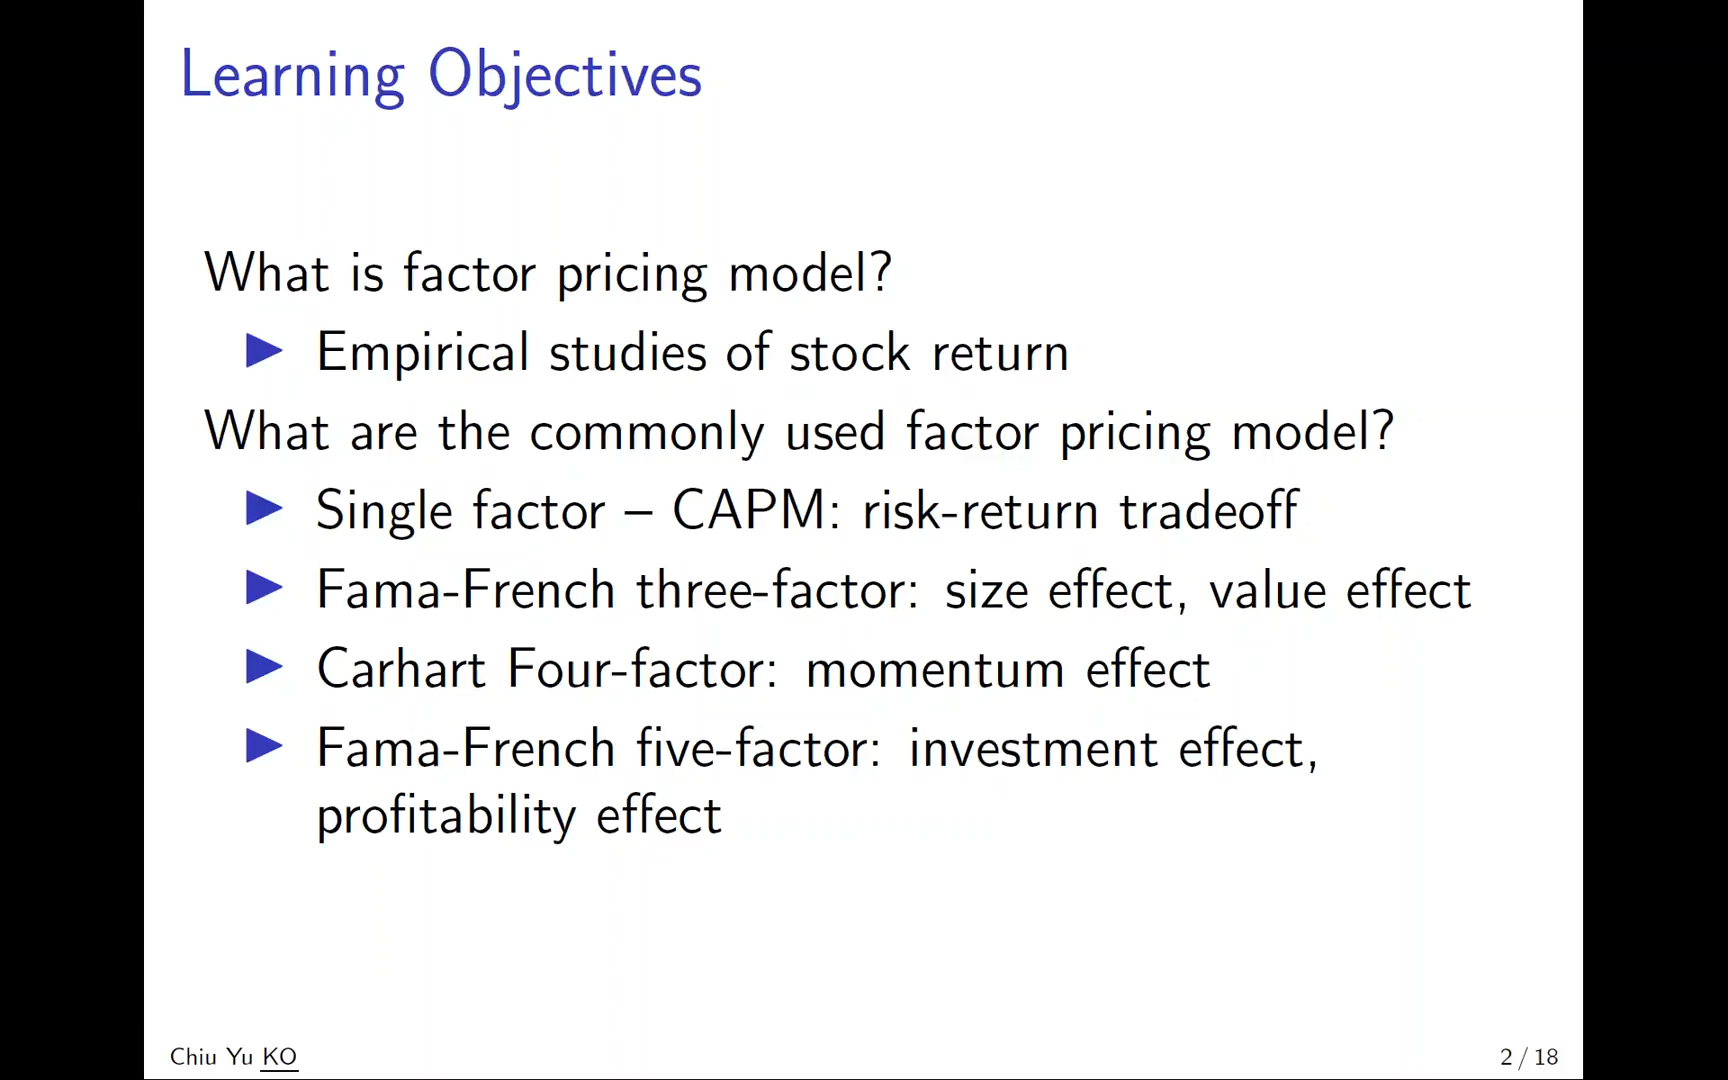 Learning Objectives
What is factor pricing model?
▶ Empirical studies of stock return
What are the commonly used factor pricing model?
▶ Single factor – CAPM: risk-return tradeoff
▶ Fama-French three-factor: size effect, value effect
▶ Carhart Four-factor: momentum effect
▶ Fama-French five-factor: investment effect,
profitability effect
Chiu Yu KO
2 / 18